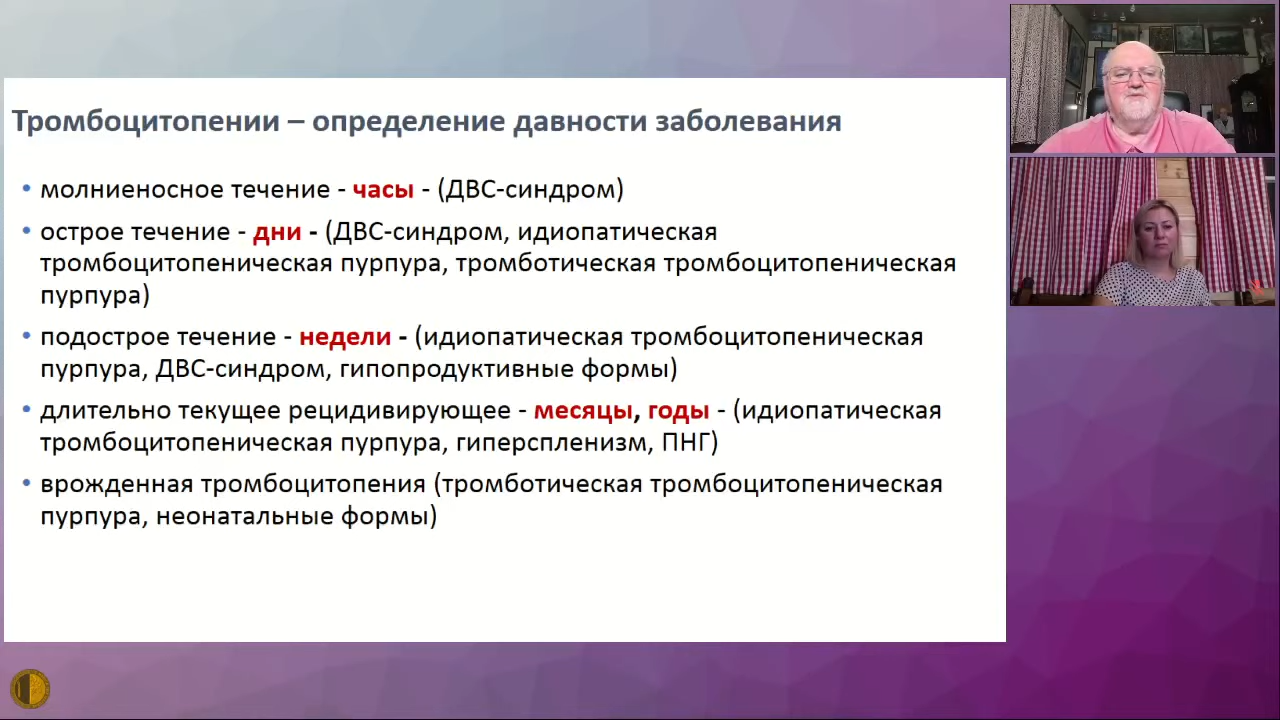 Тромбоцитопении – определение давности заболевания
• молниеносное течение - часы - (ДВС-синдром)
• острое течение - дни - (ДВС-синдром, идиопатическая
тромбоцитопеническая пурпура, тромботическая тромбоцитопеническая
пурпура)
• подострое течение - недели - (идиопатическая тромбоцитопеническая
пурпура, ДВС-синдром, гипопродуктивные формы)
• длительно текущее рецидивирующее - месяцы, годы - (идиопатическая
тромбоцитопеническая пурпура, гиперспленизм, ПНГ)
• врожденная тромбоцитопения (тромботическая тромбоцитопеническая
пурпура, неонатальные формы)